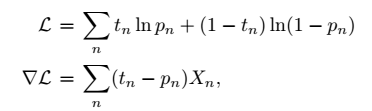 ℒ = ∑ₙ tₙ ln pₙ + (1 − tₙ) ln(1 − pₙ)
∇ℒ = ∑ₙ (tₙ − pₙ)Xₙ,